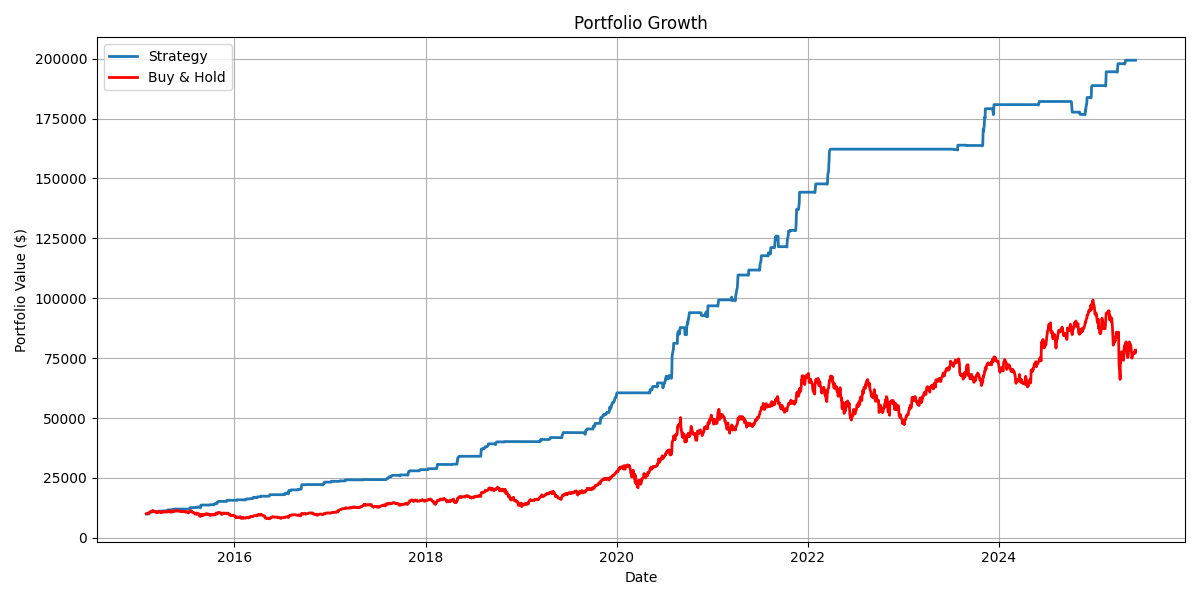 Portfolio Growth
Strategy
Buy & Hold
Portfolio Value ($)
200000
175000
150000
125000
100000
75000
50000
25000
0
2016 2018 2020 2022 2024
Date